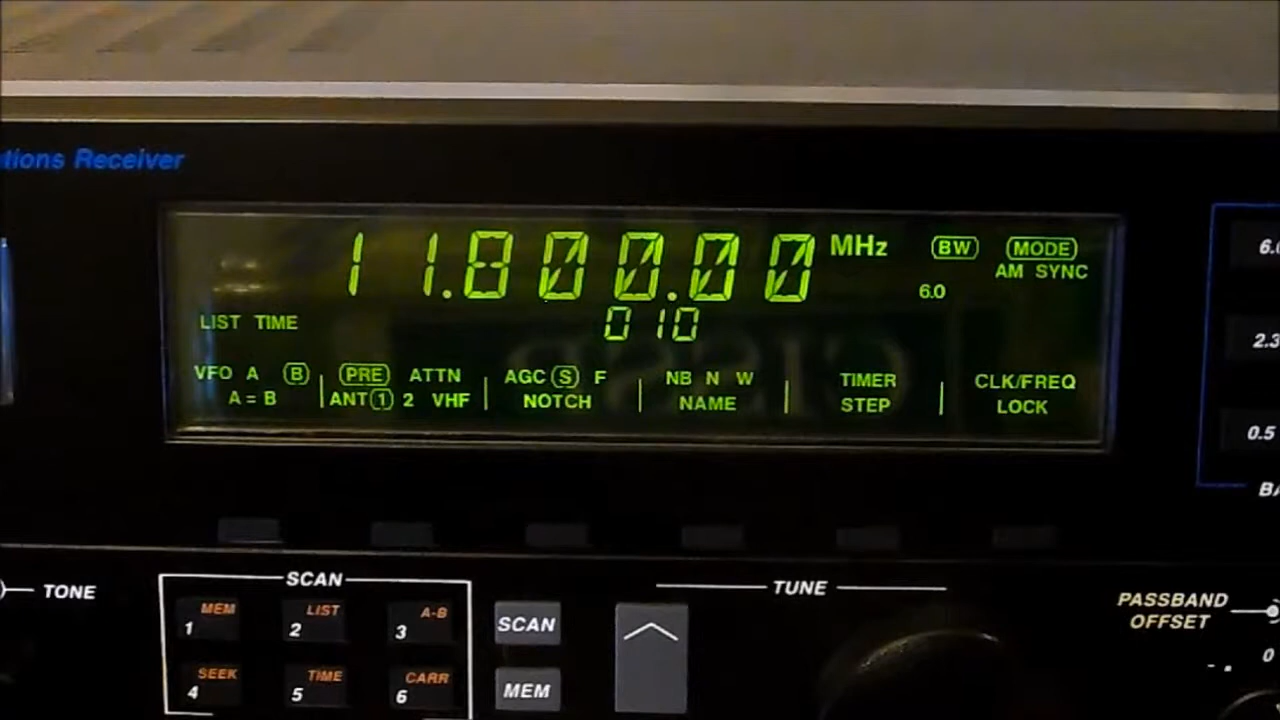 tions Receiver
11.800.00 MHz BW MODE
AM SYNC
6.0
LIST TIME 010
VFO A B PRE ATTN AGC S F NB N W TIMER CLK/FREQ
A = B ANT 1 2 VHF NOTCH NAME STEP LOCK
6.0
2.3
0.5
BA
TONE
SCAN
MEM LIST A-B
1 2 3
SEEK TIME CARR
4 5 6
SCAN
MEM
TUNE
PASSBAND
OFFSET
0